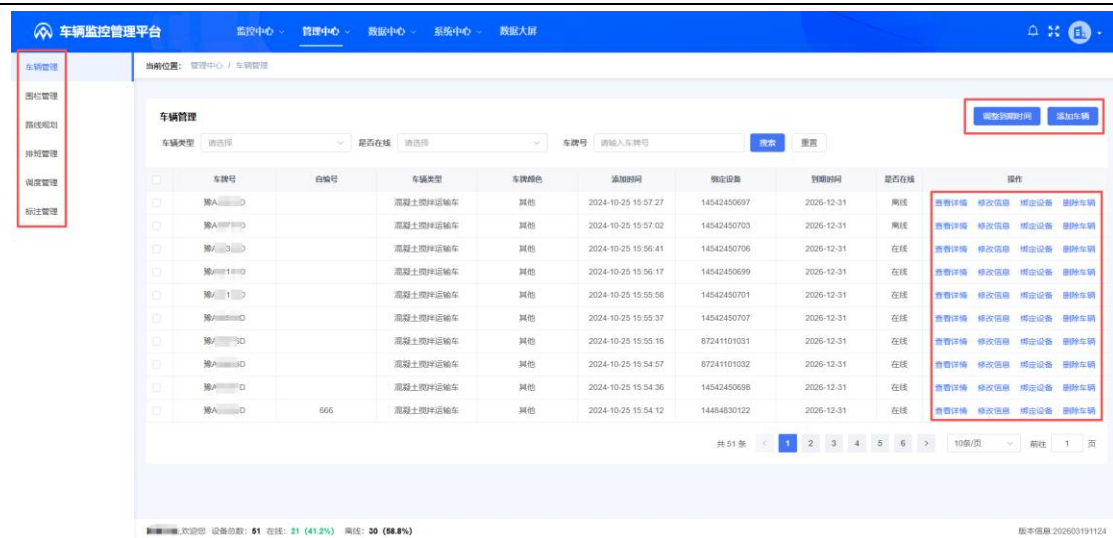 车辆监控管理平台 监控中心 管理中心 数据中心 系统中心 数据大屏
车辆管理
围栏管理
路线规划
排班管理
调度管理
标注管理
当前位置： 管理中心 / 车辆管理
车辆管理 调整到期时间 添加车辆
车辆类型 请选择 是否在线 请选择 车牌号 请输入车牌号 搜索 重置
车牌号 自编号 车辆类型 车牌颜色 添加时间 绑定设备 到期时间 是否在线 操作
豫A D 混凝土搅拌运输车 其他 2024-10-25 15:57:27 14542450697 2026-12-31 离线 查看详情 修改信息 绑定设备 删除车辆
豫A 混凝土搅拌运输车 其他 2024-10-25 15:57:02 14542450703 2026-12-31 离线 查看详情 修改信息 绑定设备 删除车辆
豫 3 D 混凝土搅拌运输车 其他 2024-10-25 15:56:41 14542450706 2026-12-31 在线 查看详情 修改信息 绑定设备 删除车辆
豫 1 D 混凝土搅拌运输车 其他 2024-10-25 15:56:17 14542450699 2026-12-31 在线 查看详情 修改信息 绑定设备 删除车辆
豫 1 D 混凝土搅拌运输车 其他 2024-10-25 15:55:58 14542450701 2026-12-31 在线 查看详情 修改信息 绑定设备 删除车辆
豫 D 混凝土搅拌运输车 其他 2024-10-25 15:55:37 14542450707 2026-12-31 在线 查看详情 修改信息 绑定设备 删除车辆
豫 D 混凝土搅拌运输车 其他 2024-10-25 15:55:16 87241101031 2026-12-31 在线 查看详情 修改信息 绑定设备 删除车辆
豫A D 混凝土搅拌运输车 其他 2024-10-25 15:54:57 87241101032 2026-12-31 在线 查看详情 修改信息 绑定设备 删除车辆
豫A D 混凝土搅拌运输车 其他 2024-10-25 15:54:36 14542450698 2026-12-31 在线 查看详情 修改信息 绑定设备 删除车辆
豫A D 666 混凝土搅拌运输车 其他 2024-10-25 15:54:12 14484830122 2026-12-31 在线 查看详情 修改信息 绑定设备 删除车辆
共 51 条 < 1 2 3 4 5 6 > 10条/页 前往 1 页
,欢迎您 设备总数：51 在线：21 (41.2%) 离线：30 (58.8%) 版本信息:202603191124